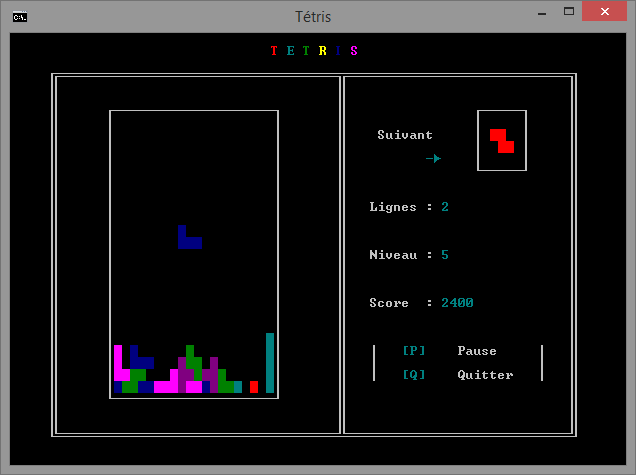 Tétris
T E T R I S
Suivant
Lignes : 2
Niveau : 5
Score : 2400
[P] Pause
[Q] Quitter